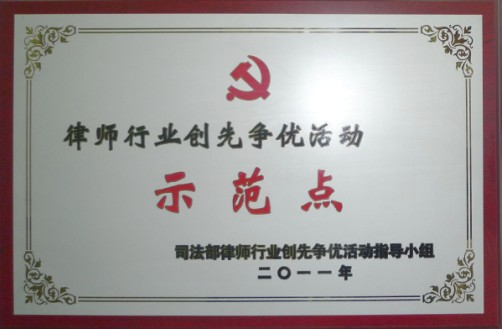 律师行业创先争优活动
示范点
司法部律师行业创先争优活动指导小组
二〇一一年